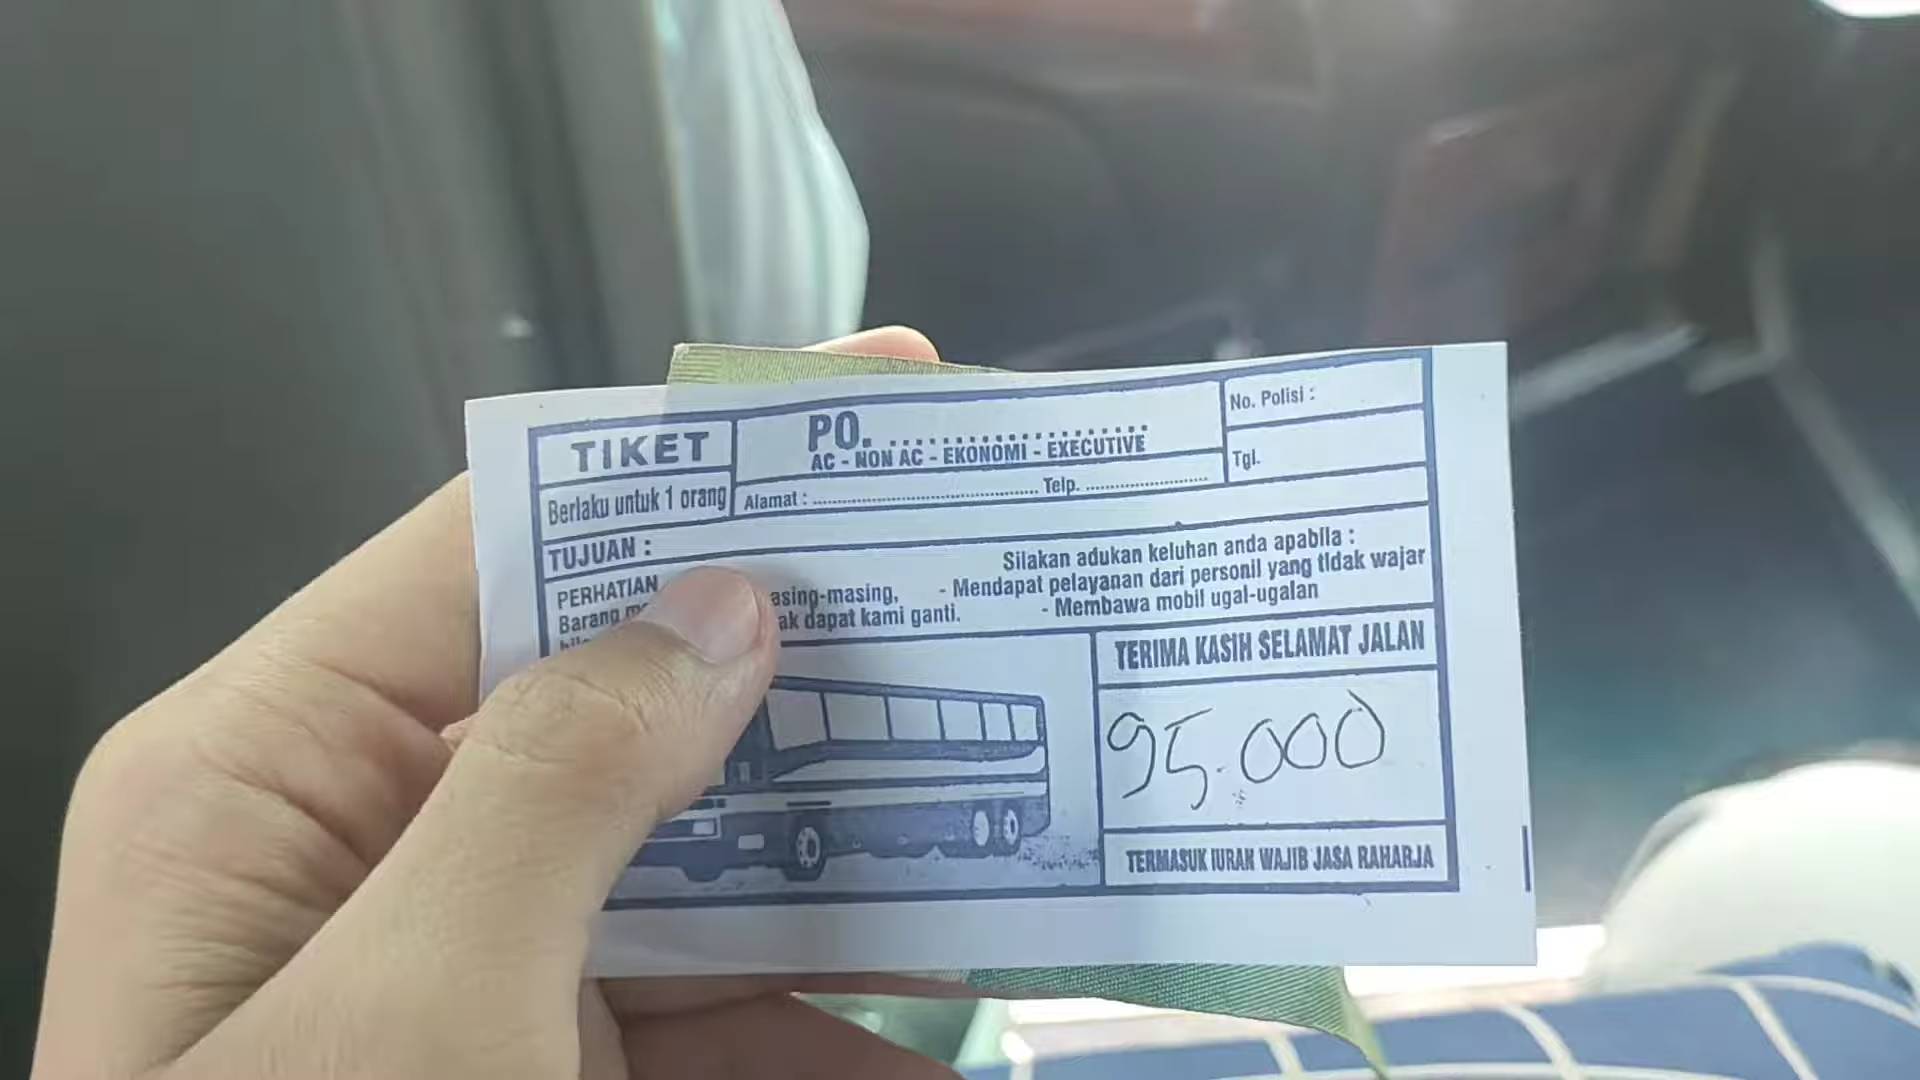 TIKET
Berlaku untuk 1 orang
PO. ........................
AC - NON AC - EKONOMI - EXECUTIVE
Alamat : ............................................ Telp. ........................
No. Polisi :
Tgl.
TUJUAN :
PERHATIAN
Barang
asing-masing,
ak dapat kami ganti.
Silakan adukan keluhan anda apabila :
- Mendapat pelayanan dari personil yang tidak wajar
- Membawa mobil ugal-ugalan
TERIMA KASIH SELAMAT JALAN
95.000
TERMASUK IURAN WAJIB JASA RAHARJA